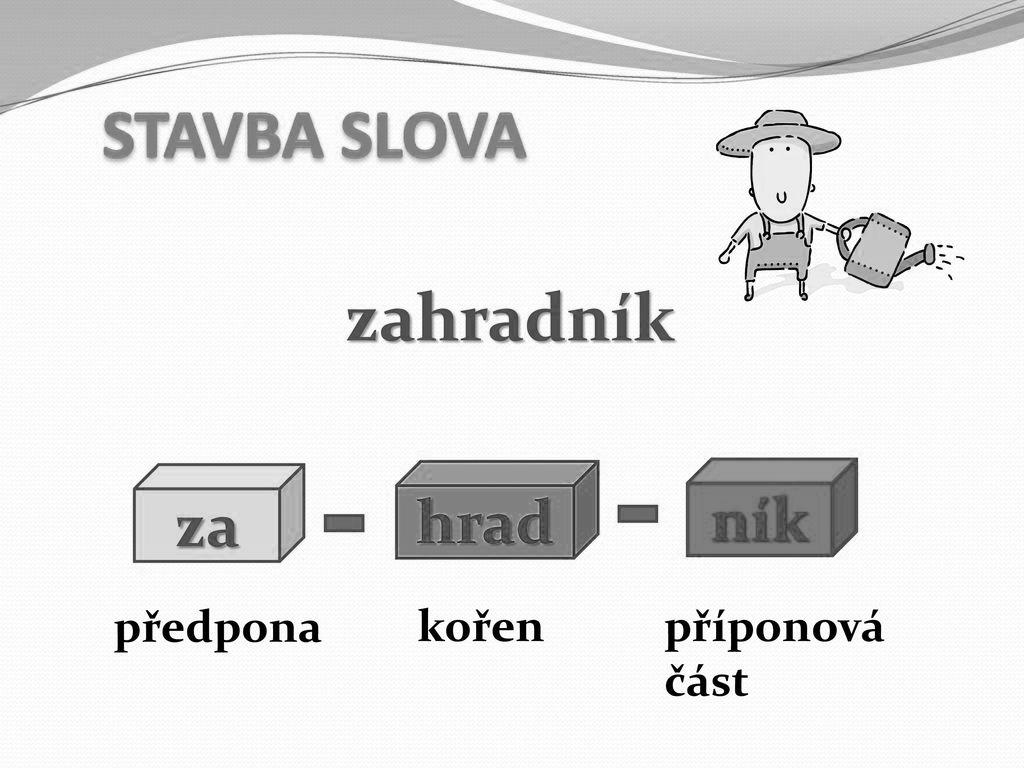 STAVBA SLOVA
zahradník
za - hrad - ník
předpona kořen příponová
část